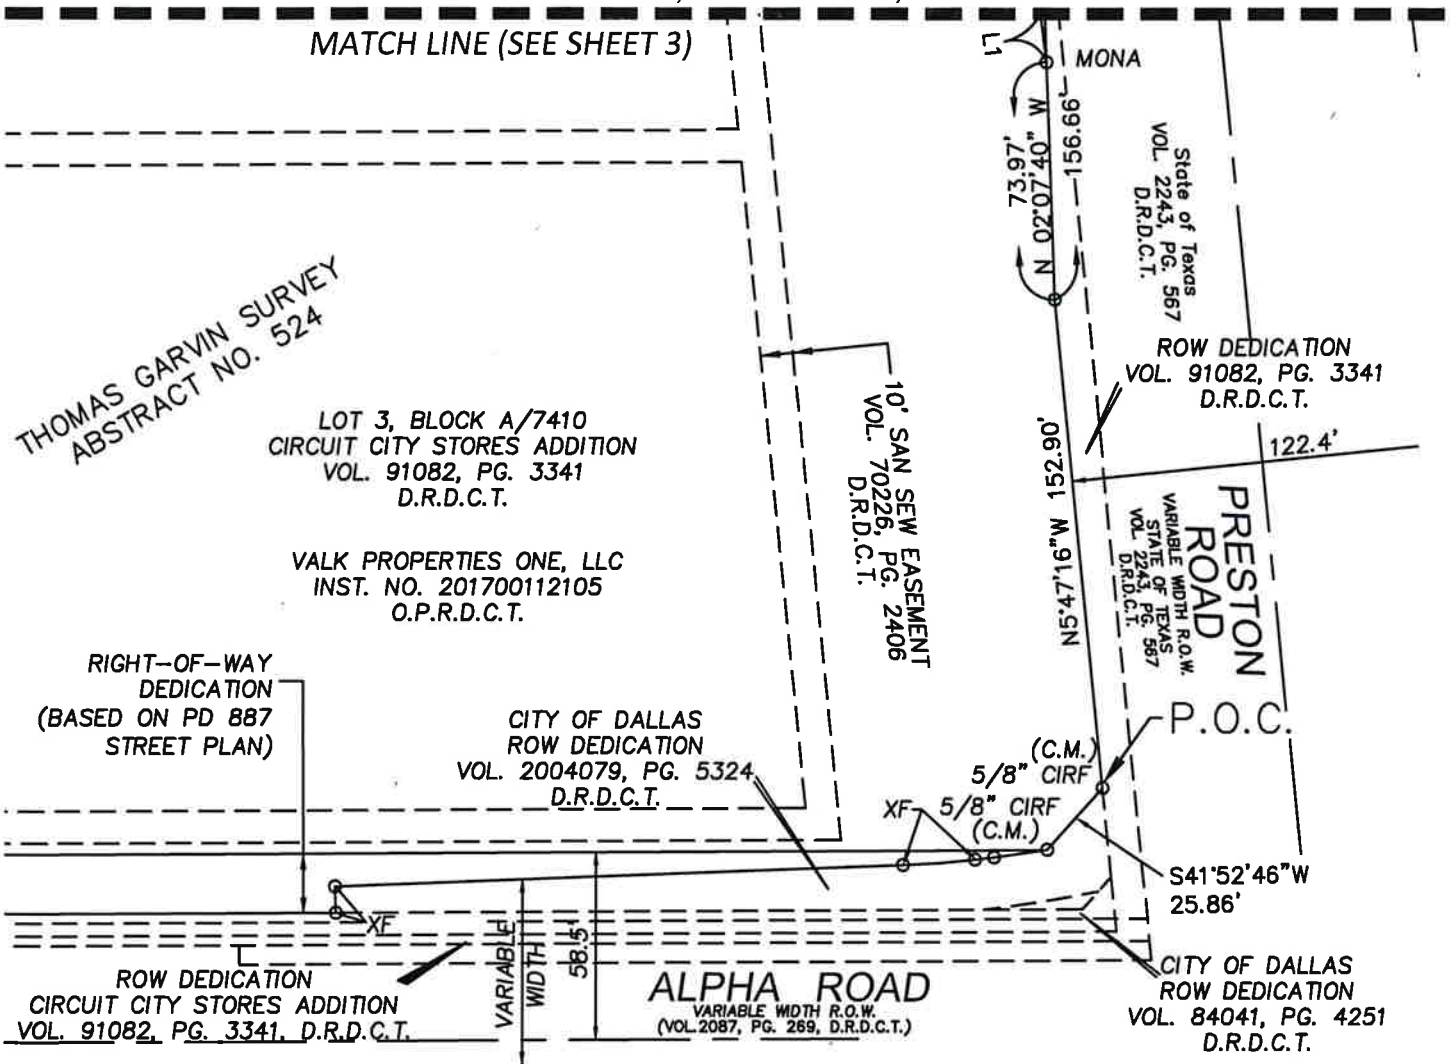 MATCH LINE (SEE SHEET 3)
L1
MONA
N 02°07'40" W 156.66'
73.97'
State of Texas
VOL. 2243, PG. 567
D.R.D.C.T.
THOMAS GARVIN SURVEY
ABSTRACT NO. 524
ROW DEDICATION
VOL. 91082, PG. 3341
D.R.D.C.T.
LOT 3, BLOCK A/7410
CIRCUIT CITY STORES ADDITION
VOL. 91082, PG. 3341
D.R.D.C.T.
VALK PROPERTIES ONE, LLC
INST. NO. 201700112105
O.P.R.D.C.T.
10' SAN SEW EASEMENT
VOL. 70226, PG. 2406
D.R.D.C.T.
N5°47'16"W 152.90'
122.4'
PRESTON
ROAD
VARIABLE WIDTH R.O.W.
STATE OF TEXAS
VOL. 2243, PG. 567
D.R.D.C.T.
RIGHT-OF-WAY
DEDICATION
(BASED ON PD 887
STREET PLAN)
CITY OF DALLAS
ROW DEDICATION
VOL. 2004079, PG. 5324,
D.R.D.C.T.
P.O.C.
(C.M.)
5/8" CIRF
XF
5/8" CIRF
(C.M.)
S41°52'46"W
25.86'
XF
VARIABLE
WIDTH
58.5'
ROW DEDICATION
CIRCUIT CITY STORES ADDITION
VOL. 91082, PG. 3341, D.R.D.C.T.
ALPHA ROAD
VARIABLE WIDTH R.O.W.
(VOL.2087, PG. 269, D.R.D.C.T.)
CITY OF DALLAS
ROW DEDICATION
VOL. 84041, PG. 4251
D.R.D.C.T.